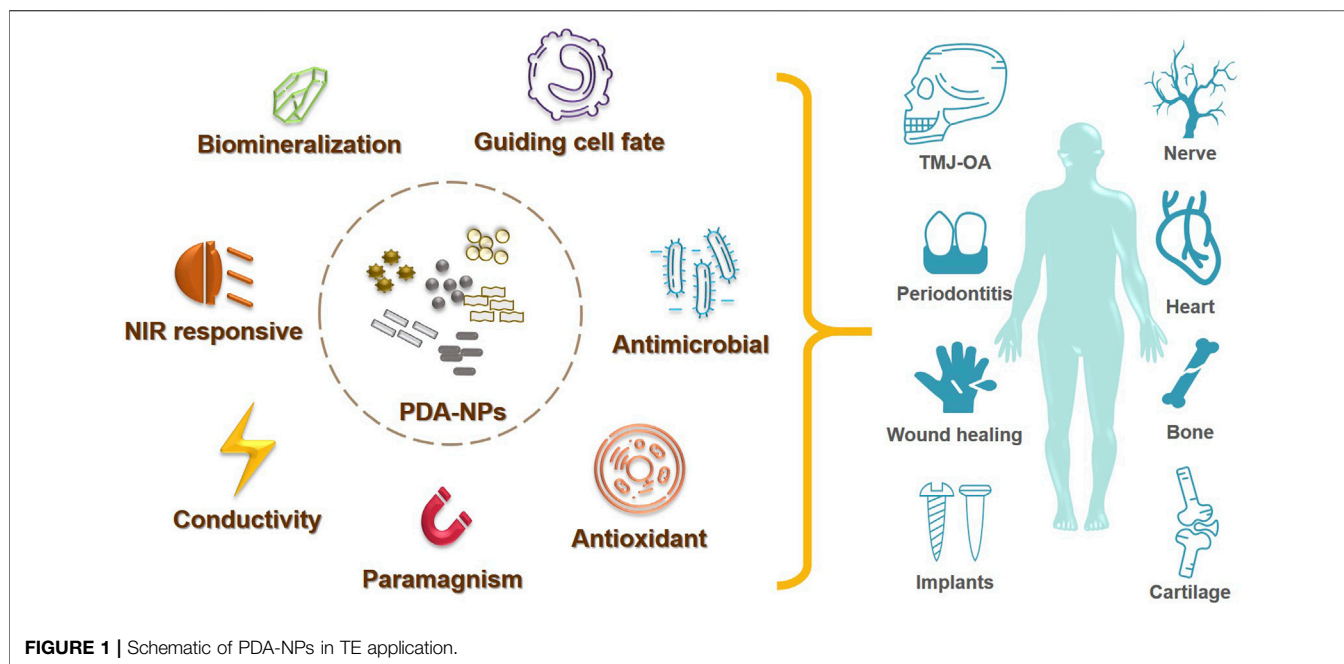 Biomineralization
Guiding cell fate
NIR responsive
PDA-NPs
Antimicrobial
Conductivity
Paramagnism
Antioxidant
TMJ-OA
Nerve
Periodontitis
Heart
Wound healing
Bone
Implants
Cartilage
FIGURE 1 | Schematic of PDA-NPs in TE application.